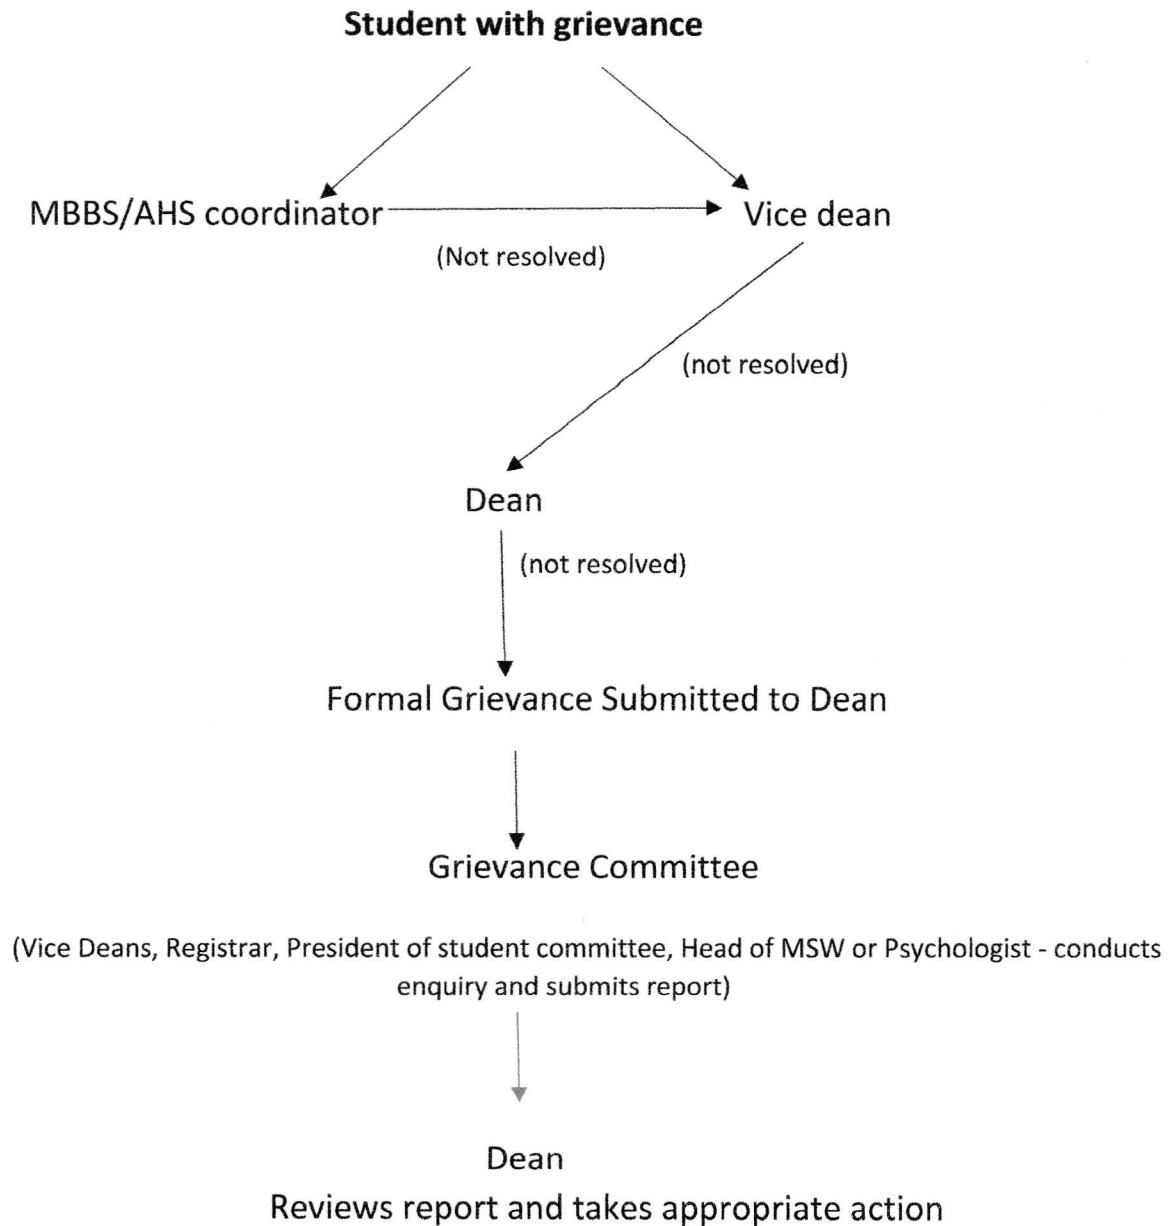 Student with grievance
MBBS/AHS coordinator
Vice dean
(Not resolved)
(not resolved)
Dean
(not resolved)
Formal Grievance Submitted to Dean
Grievance Committee
(Vice Deans, Registrar, President of student committee, Head of MSW or Psychologist - conducts
enquiry and submits report)
Dean
Reviews report and takes appropriate action